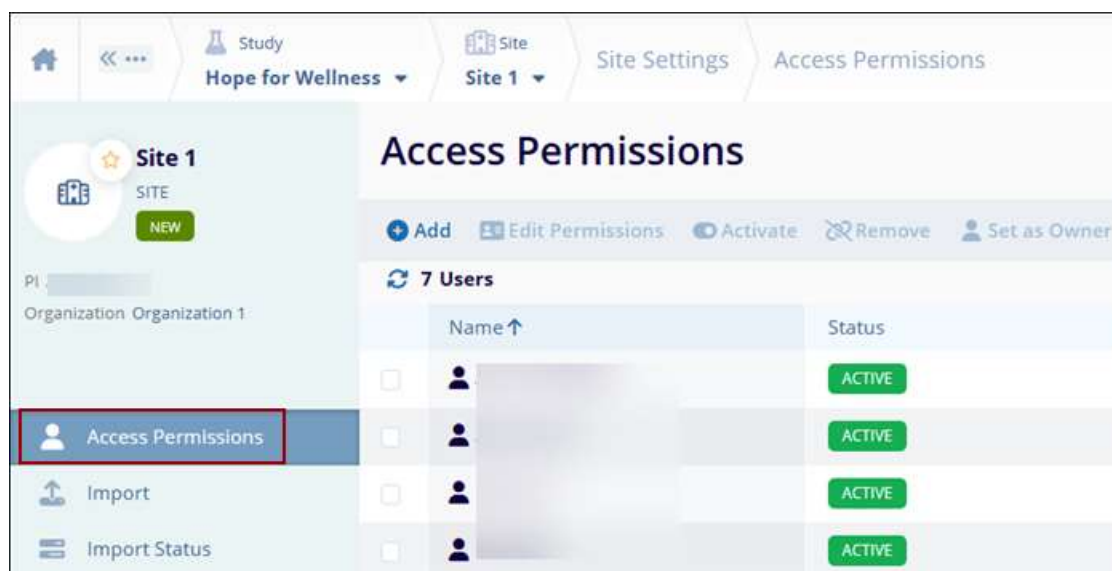 Study
Hope for Wellness
Site
Site 1
Site Settings
Access Permissions
Site 1
SITE
NEW
PI
Organization Organization 1
Access Permissions
Import
Import Status
Access Permissions
Add Edit Permissions Activate Remove Set as Owner
7 Users
Name Status
ACTIVE
ACTIVE
ACTIVE
ACTIVE